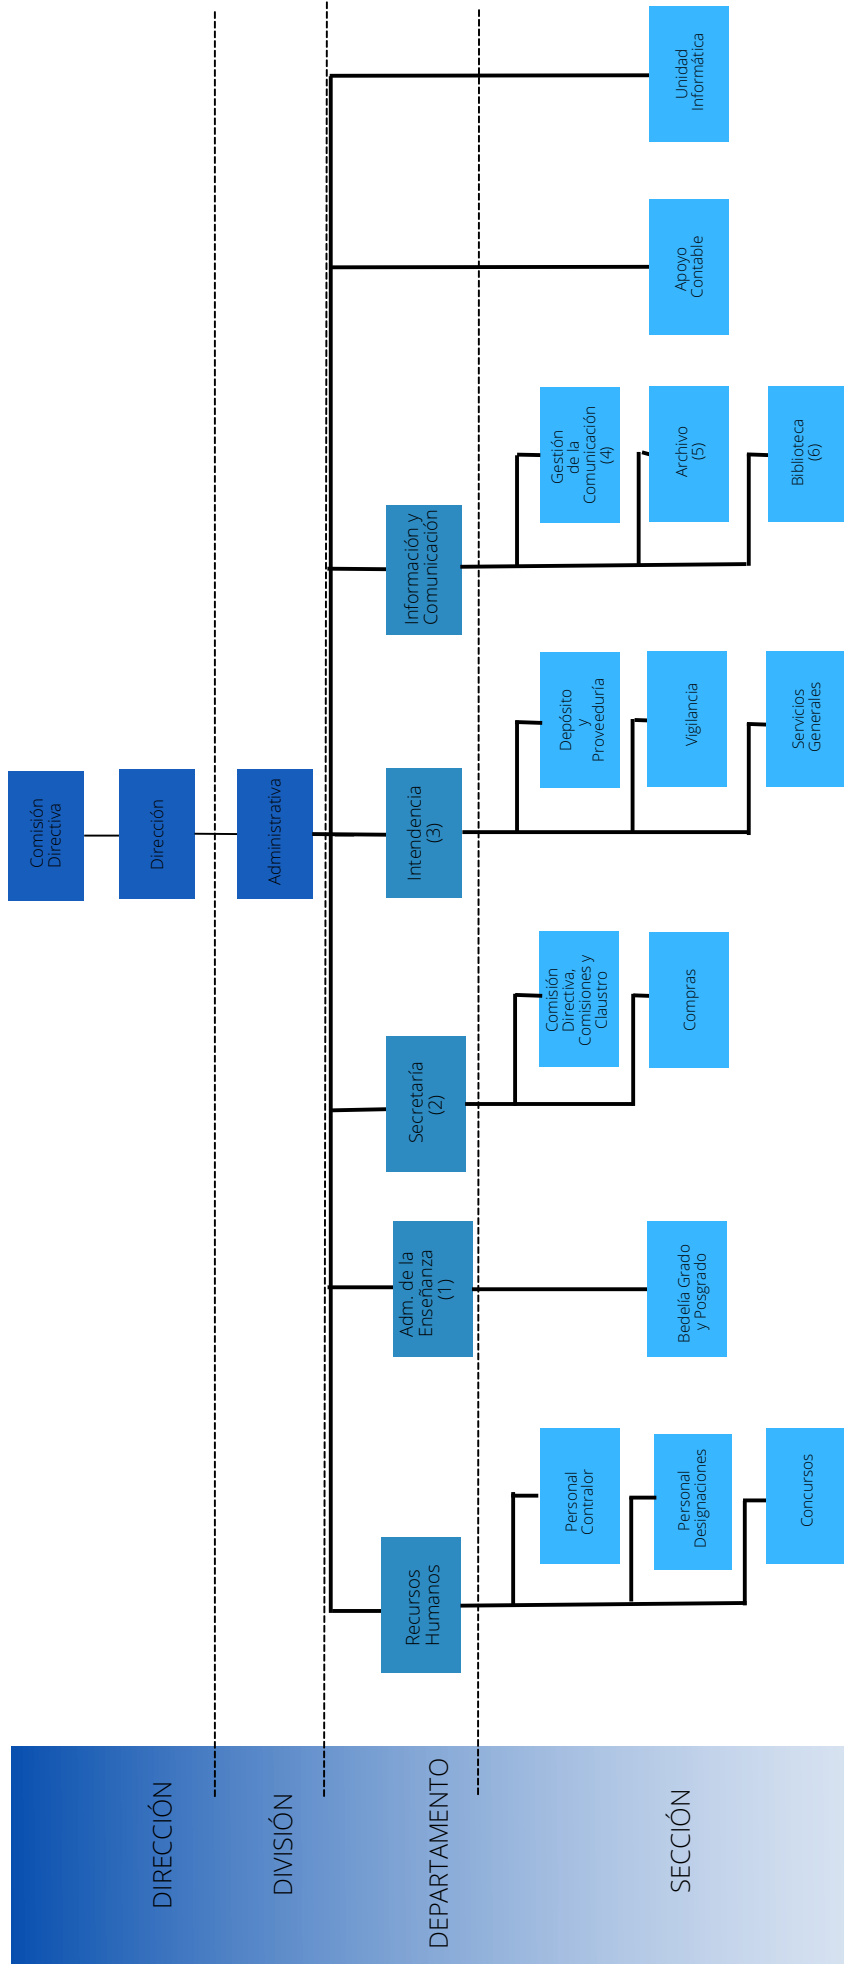 Comisión
Directiva
DIRECCIÓN
Dirección
DIVISIÓN
Administrativa
DEPARTAMENTO
Recursos
Humanos
Adm. de la
Enseñanza
(1)
Secretaría
(2)
Intendencia
(3)
Información y
Comunicación
SECCIÓN
Personal
Contralor
Personal
Designaciones
Concursos
Bedelía Grado
y Posgrado
Comisión
Directiva,
Comisiones y
Claustro
Compras
Depósito
y
Proveeduría
Vigilancia
Servicios
Generales
Gestión
de la
Comunicación
(4)
Archivo
(5)
Biblioteca
(6)
Apoyo
Contable
Unidad
Informática